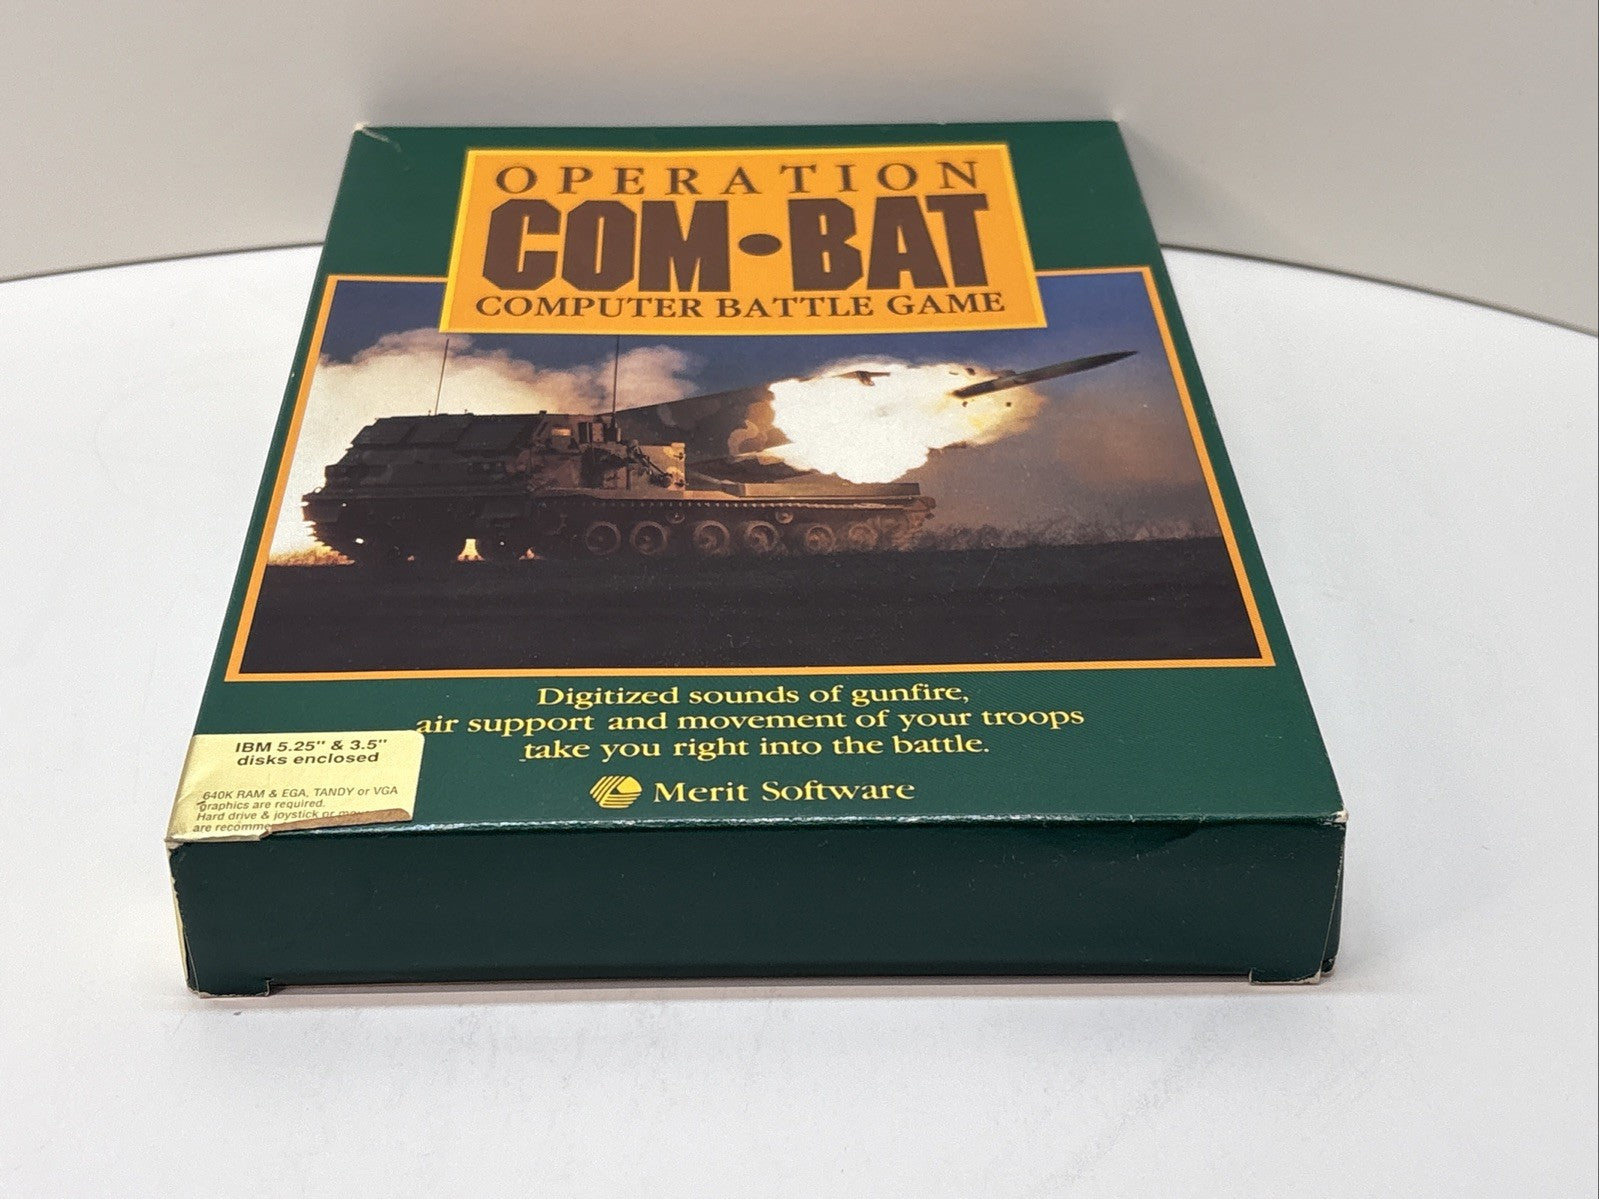 OPERATION
COM•BAT
COMPUTER BATTLE GAME
Digitized sounds of gunfire,
air support and movement of your troops
take you right into the battle.
Merit Software
IBM 5.25" & 3.5"
disks enclosed
640K RAM & EGA, TANDY or VGA
graphics are required.
Hard drive & joystick or
are